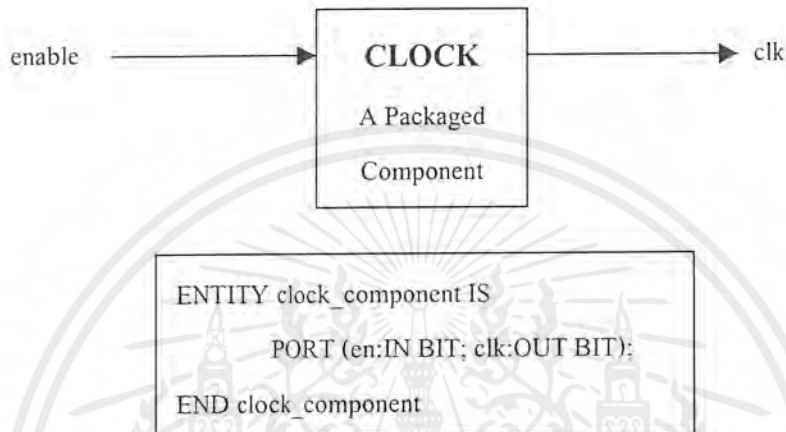 enable
CLOCK
clk
A Packaged
Component
ENTITY clock_component IS
PORT (en:IN BIT; clk:OUT BIT);
END clock_component